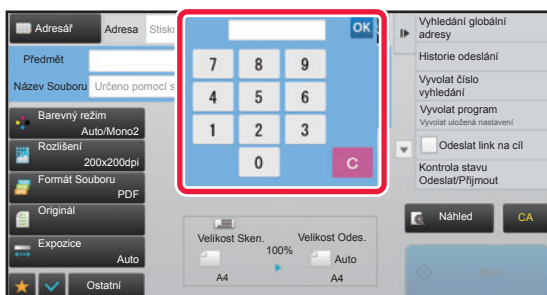 Adresář
Adresa
OK
Předmět
Název Souboru
Určeno pomocí s
7 8 9
4 5 6
1 2 3
0 C
Barevný režim
Auto/Mono2
Rozlišení
200x200dpi
Formát Souboru
PDF
Originál
Expozice
Auto
Ostatní
Velikost Sken.
100%
Velikost Odes.
A4
Auto
A4
Vyhledání globální
adresy
Historie odeslání
Vyvolat číslo
vyhledání
Vyvolat program
Vyvolat uložená nastavení
Odeslat link na cíl
Kontrola stavu
Odeslat/Přijmout
Náhled
CA
Start